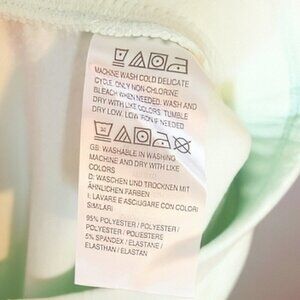 MACHINE WASH COLD DELICATE
CYCLE, ONLY NON-CHLORINE
BLEACH WHEN NEEDED. WASH AND
DRY WITH LIKE COLORS. TUMBLE
DRY LOW. LOW IRON IF NEEDED
GB: WASHABLE IN WASHING
MACHINE AND DRY WITH LIKE
COLORS
D: WASCHEN UND TROCKNEN MIT
ÄHNLICHEN FARBEN
I: LAVARE E ASCIUGARE CON COLORI
SIMILARI
95% POLYESTER / POLYESTER /
POLYESTER / POLIESTERE
5% SPANDEX / ELASTANE /
ELASTHAN / ELASTAN